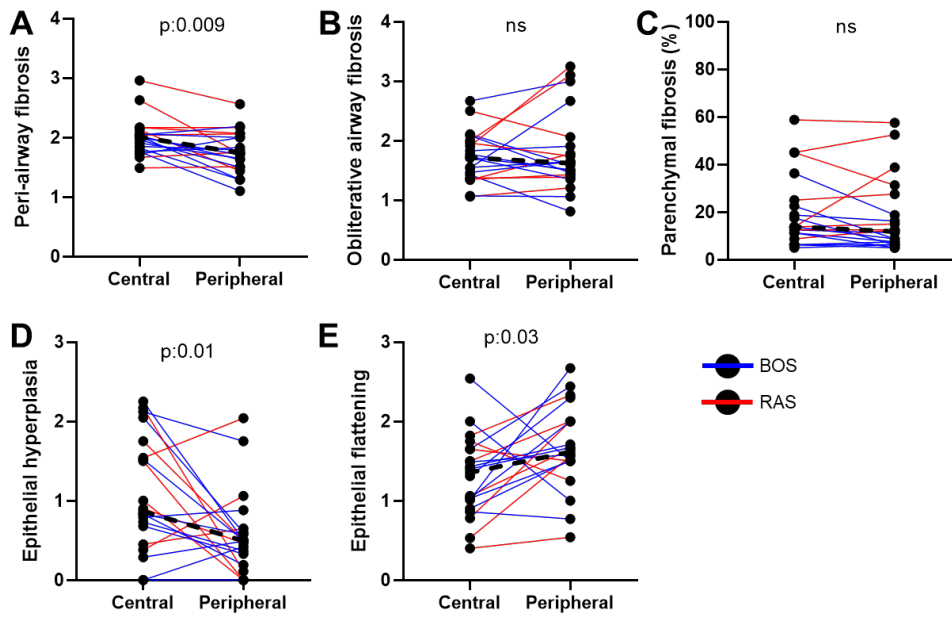 A
Peri-airway fibrosis
p:0.009
4
3
2
1
0
Central Peripheral
B
Obliterative airway fibrosis
ns
4
3
2
1
0
Central Peripheral
C
Parenchymal fibrosis (%)
ns
100
80
60
40
20
0
Central Peripheral
D
Epithelial hyperplasia
p:0.01
3
2
1
0
Central Peripheral
E
Epithelial flattening
p:0.03
3
2
1
0
Central Peripheral
BOS
RAS